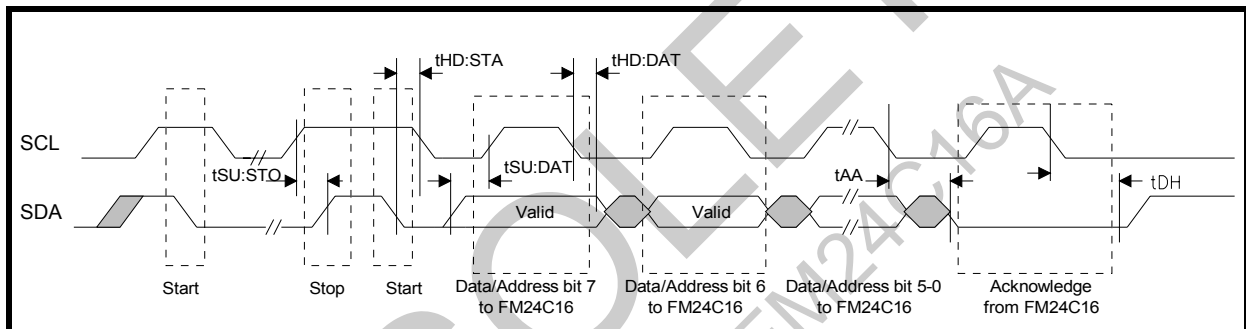 tHD:STA
tHD:DAT
SCL
tSU:STO
tSU:DAT
tAA
tDH
SDA
Valid
Valid
Start
Stop
Start
Data/Address bit 7
to FM24C16
Data/Address bit 6
to FM24C16
Data/Address bit 5-0
to FM24C16
Acknowledge
from FM24C16
OLE
FM24C16A